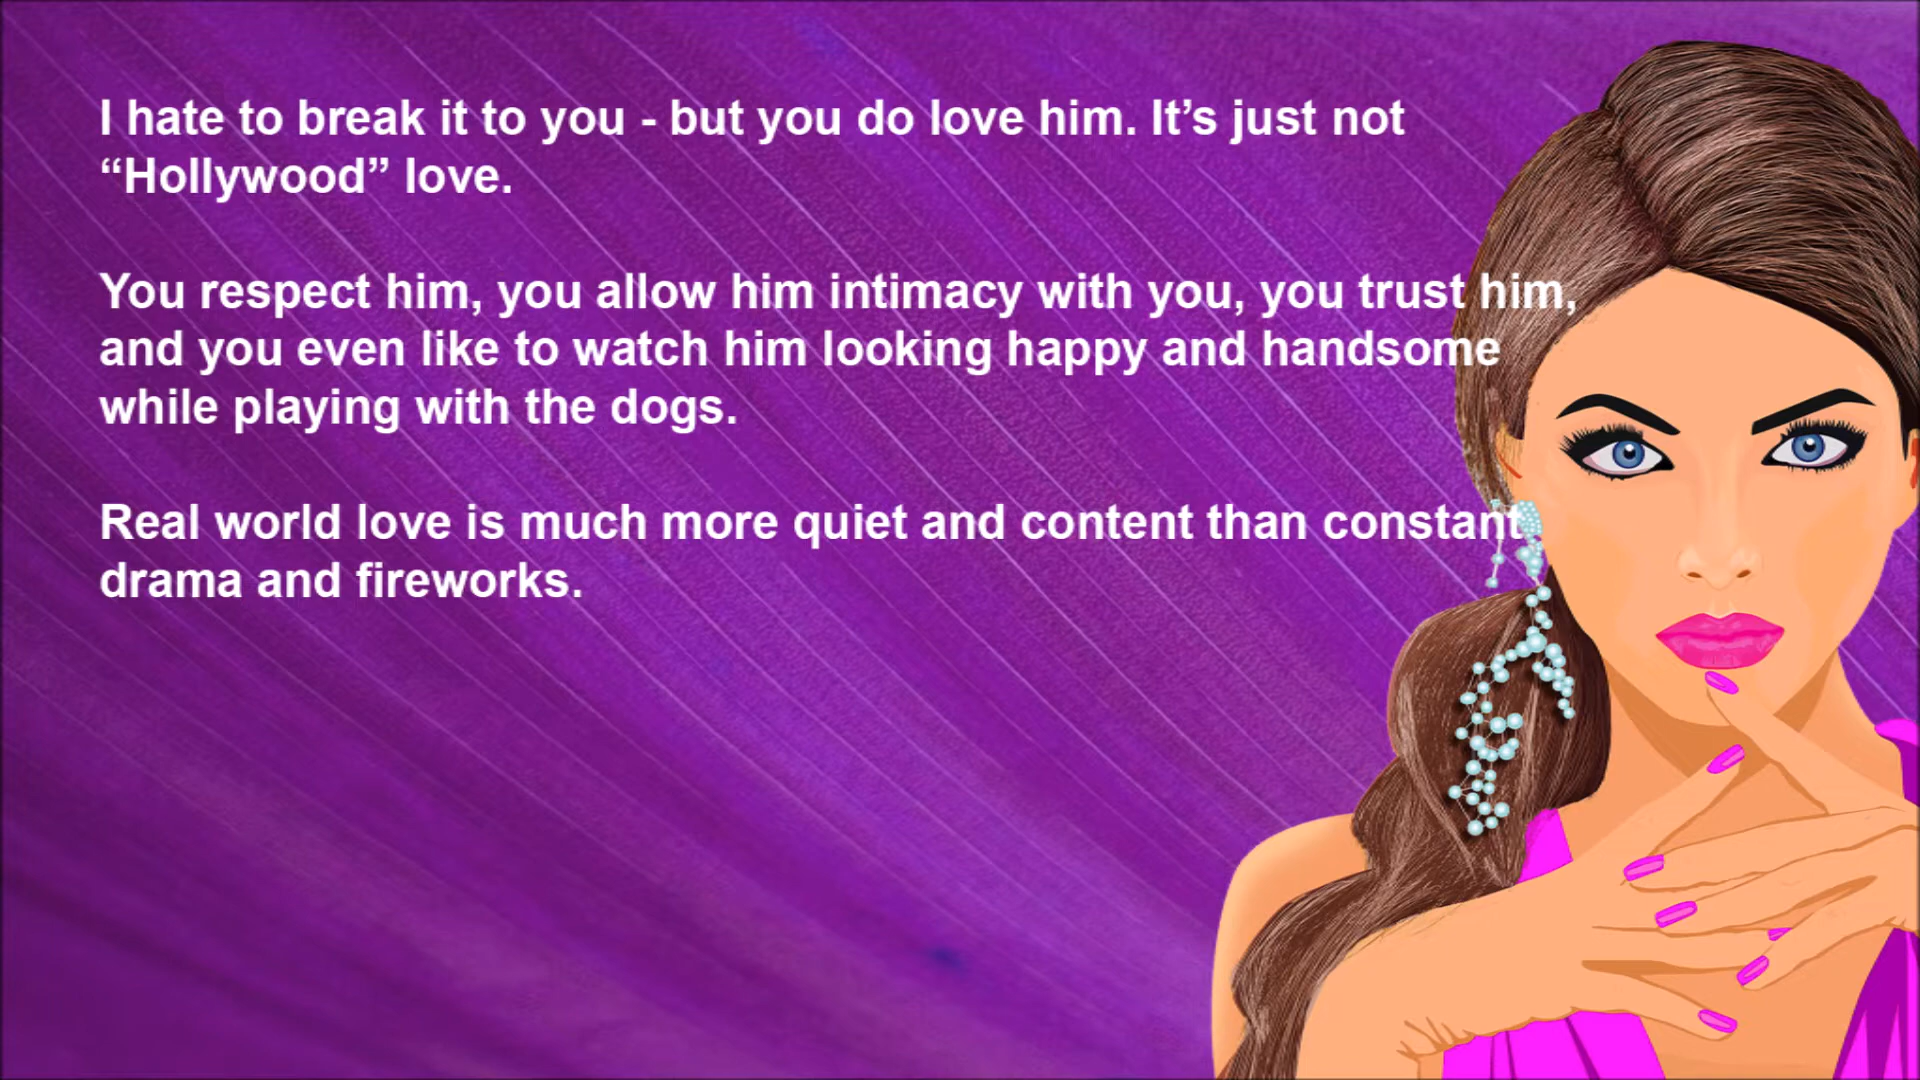 I hate to break it to you - but you do love him. It’s just not
“Hollywood” love.
You respect him, you allow him intimacy with you, you trust him,
and you even like to watch him looking happy and handsome
while playing with the dogs.
Real world love is much more quiet and content than constant
drama and fireworks.